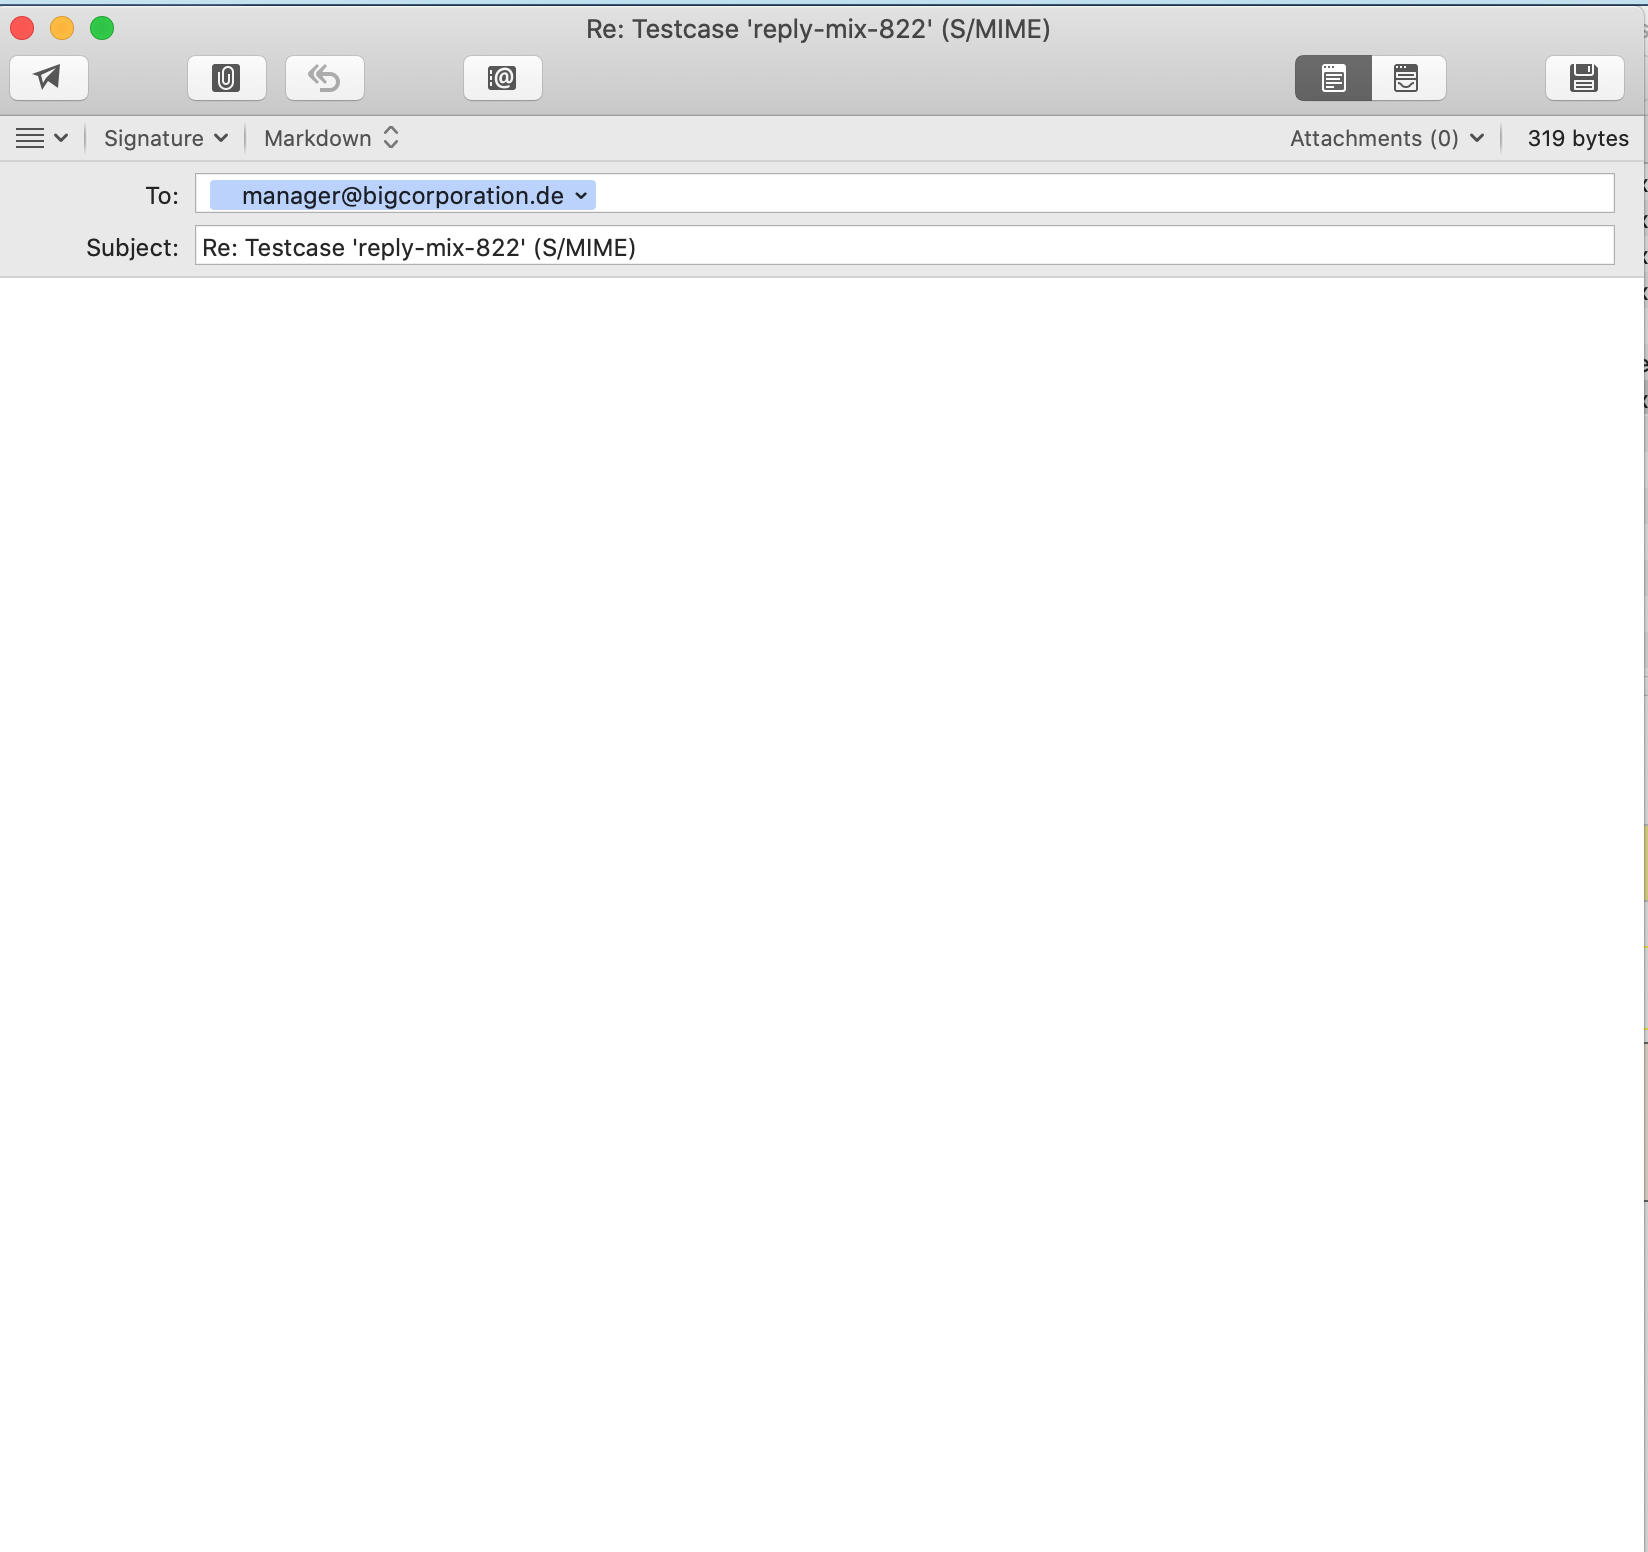 Re: Testcase 'reply-mix-822' (S/MIME)
Signature
Markdown
Attachments (0)
319 bytes
To: manager@bigcorporation.de
Subject: Re: Testcase 'reply-mix-822' (S/MIME)